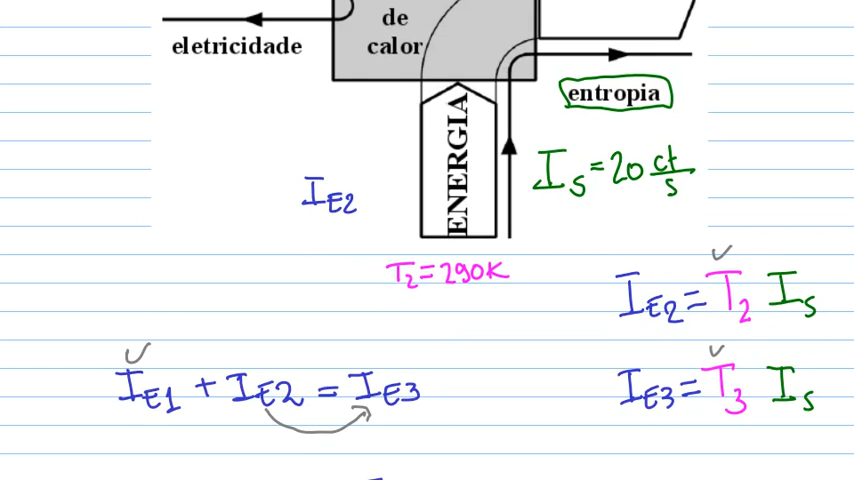 de
calor
eletricidade
entropia
ENERGIA
I_S = 20 ct/s
I_E2
T_2 = 290K
I_E2 = T_2 I_S
I_E1 + I_E2 = I_E3
I_E3 = T_3 I_S